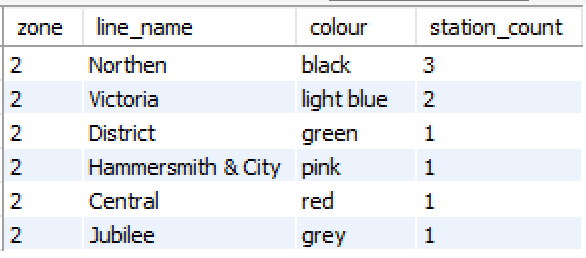 zone line_name colour station_count
2 Northen black 3
2 Victoria light blue 2
2 District green 1
2 Hammersmith & City pink 1
2 Central red 1
2 Jubilee grey 1